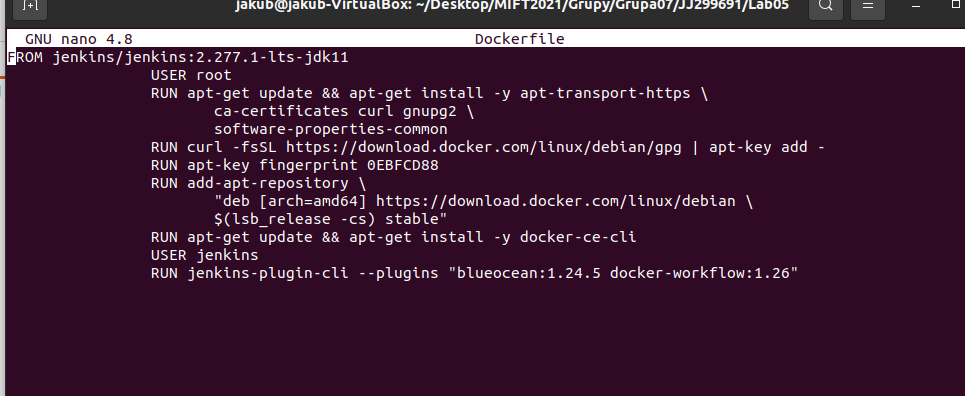 jakub@jakub-VirtualBox: ~/Desktop/MIFT2021/Grupy/Grupa07/JJ299691/Lab05
GNU nano 4.8 Dockerfile
FROM jenkins/jenkins:2.277.1-lts-jdk11
USER root
RUN apt-get update && apt-get install -y apt-transport-https \
ca-certificates curl gnupg2 \
software-properties-common
RUN curl -fsSL https://download.docker.com/linux/debian/gpg | apt-key add -
RUN apt-key fingerprint 0EBFCD88
RUN add-apt-repository \
"deb [arch=amd64] https://download.docker.com/linux/debian \
$(lsb_release -cs) stable"
RUN apt-get update && apt-get install -y docker-ce-cli
USER jenkins
RUN jenkins-plugin-cli --plugins "blueocean:1.24.5 docker-workflow:1.26"